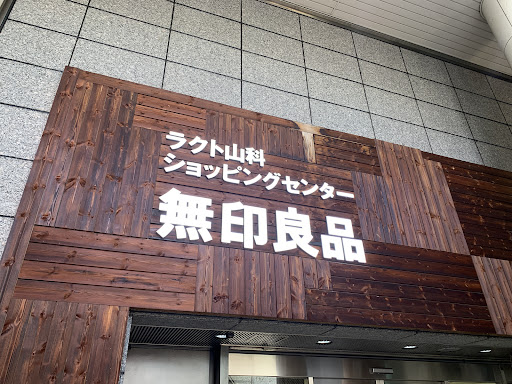 ラクト山科
ショッピングセンター
無印良品